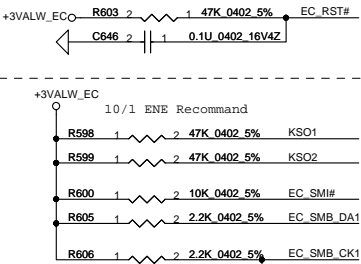 +3VALW_EC R603 2 1 47K_0402_5% EC_RST#
C646 2 1 0.1U_0402_16V4Z
+3VALW_EC
10/1 ENE Recommand
R598 1 2 47K_0402_5% KSO1
R599 1 2 47K_0402_5% KSO2
R600 1 2 10K_0402_5% EC_SMI#
R605 1 2 2.2K_0402_5% EC_SMB_DA1
R606 1 2 2.2K_0402_5% EC_SMB_CK1